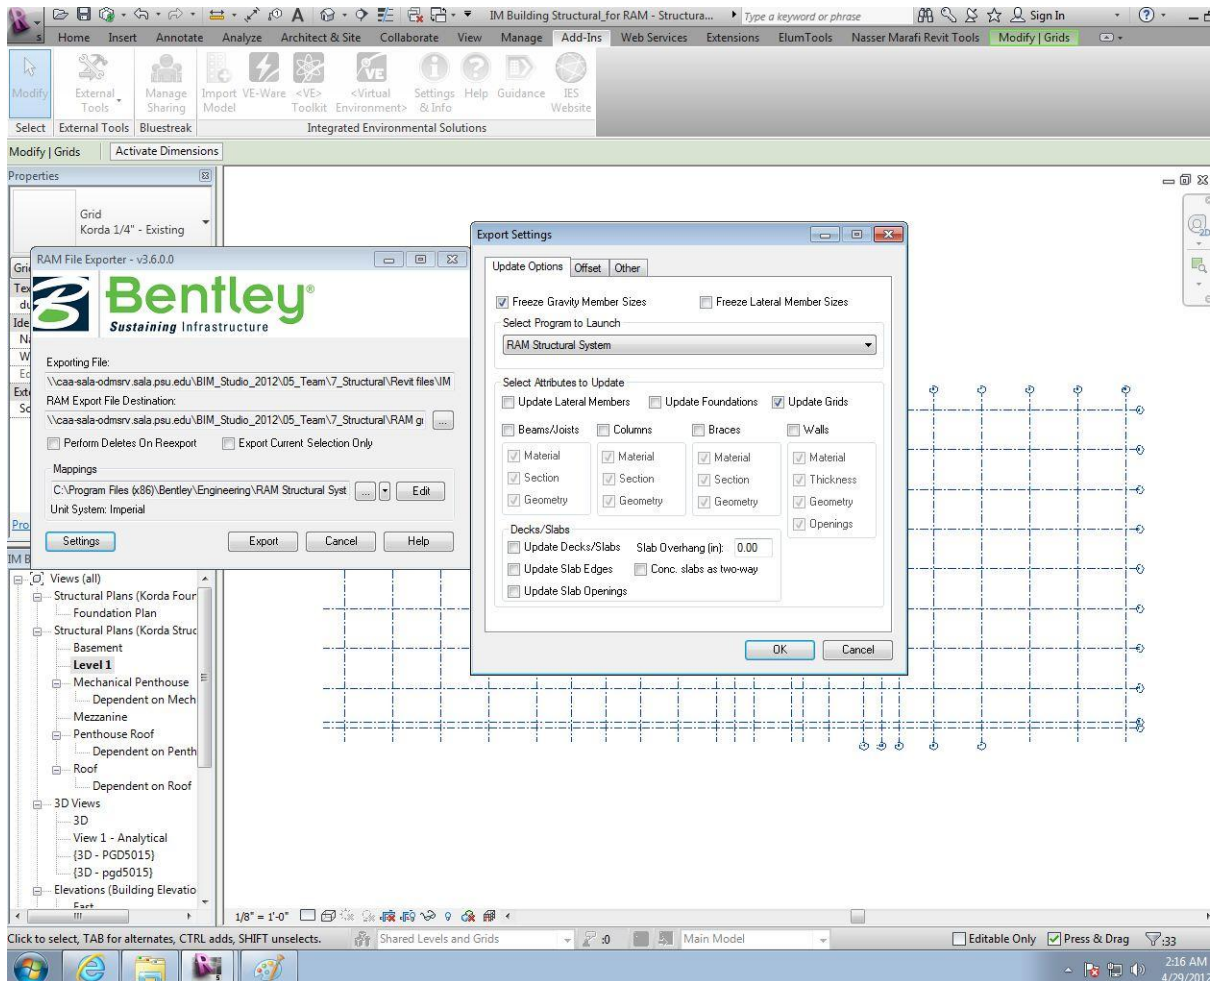 IM Building Structural_for RAM - Structura...
Type a keyword or phrase
Sign In
Home Insert Annotate Analyze Architect & Site Collaborate View Manage Add-Ins Web Services Extensions ElumTools Nasser Marafi Revit Tools Modify | Grids
Modify
External Tools
Manage Sharing
Import Model
VE-Ware
<VE> Toolkit
<Virtual Environment>
Settings & Info
Help
Guidance
IES Website
Select External Tools Bluestreak Integrated Environmental Solutions
Modify | Grids Activate Dimensions
Properties
Grid
Korda 1/4" - Existing
RAM File Exporter - v3.6.0.0
Bentley®
Sustaining Infrastructure
Exporting File:
\\caa-sala-odmsrv.sala.psu.edu\BIM_Studio_2012\05_Team\7_Structural\Revit files\IM
RAM Export File Destination:
\\caa-sala-odmsrv.sala.psu.edu\BIM_Studio_2012\05_Team\7_Structural\RAM gr
...
Perform Deletes On Reexport Export Current Selection Only
Mappings
C:\Program Files (x86)\Bentley\Engineering\RAM Structural Syst ... Edit
Unit System: Imperial
Settings Export Cancel Help
Export Settings
Update Options Offset Other
Freeze Gravity Member Sizes Freeze Lateral Member Sizes
Select Program to Launch
RAM Structural System
Select Attributes to Update
Update Lateral Members Update Foundations Update Grids
Beams/Joists Columns Braces Walls
Material Material Material Material
Section Section Section Thickness
Geometry Geometry Geometry Geometry
Openings
Decks/Slabs
Update Decks/Slabs Slab Overhang (in): 0.00
Update Slab Edges Conc. slabs as two-way
Update Slab Openings
OK Cancel
Gri
Tex
du
Ide
N
W
Ec
Exte
Sc
Pro
IM B
Views (all)
Structural Plans (Korda Four
Foundation Plan
Structural Plans (Korda Struc
Basement
Level 1
Mechanical Penthouse
Dependent on Mech
Mezzanine
Penthouse Roof
Dependent on Penth
Roof
Dependent on Roof
3D Views
3D
View 1 - Analytical
{3D - PGD5015}
{3D - pgd5015}
Elevations (Building Elevatio
East
1/8" = 1'-0"
Click to select, TAB for alternates, CTRL adds, SHIFT unselects.
Shared Levels and Grids
:0
Main Model
Editable Only Press & Drag :33
2:16 AM
4/29/2012